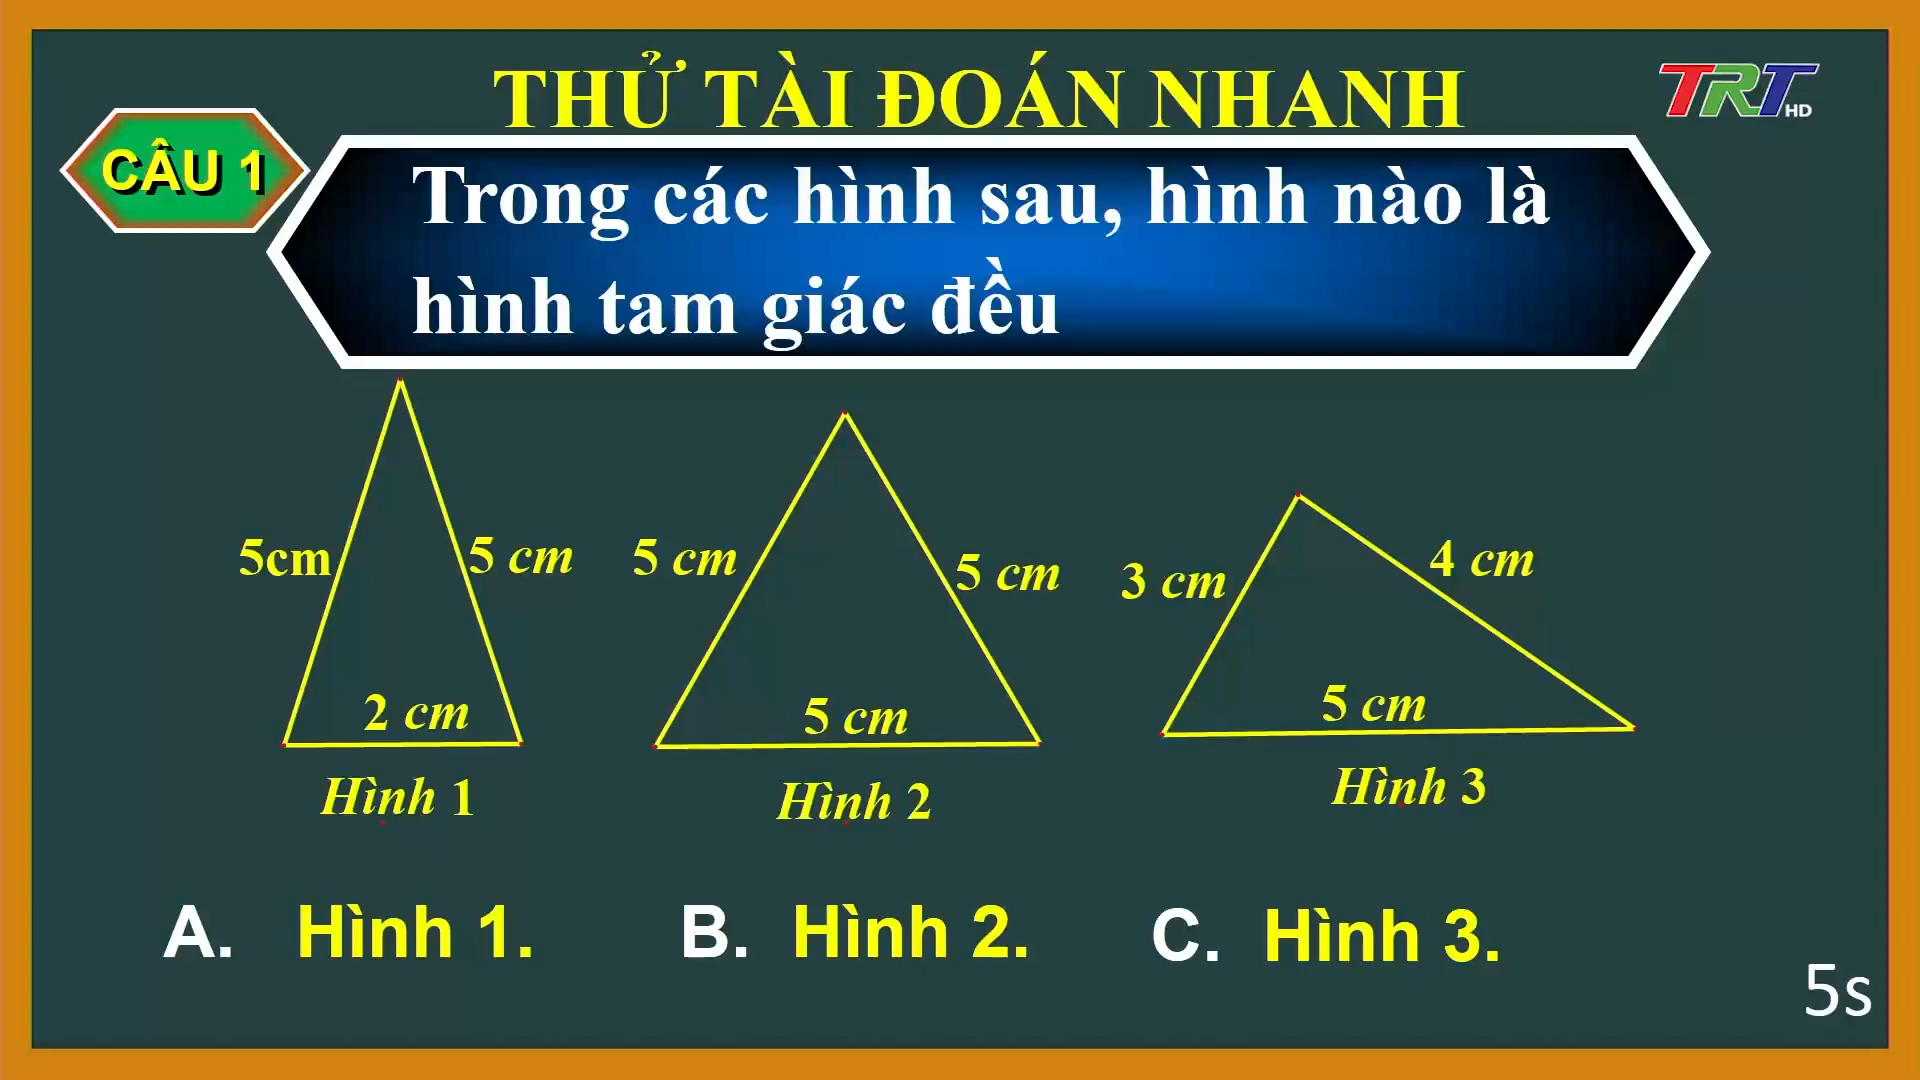 THỬ TÀI ĐOÁN NHANH
TRT HD
CÂU 1
Trong các hình sau, hình nào là
hình tam giác đều
5cm
5 cm
2 cm
Hình 1
5 cm
5 cm
5 cm
Hình 2
3 cm
4 cm
5 cm
Hình 3
A. Hình 1.
B. Hình 2.
C. Hình 3.
5s